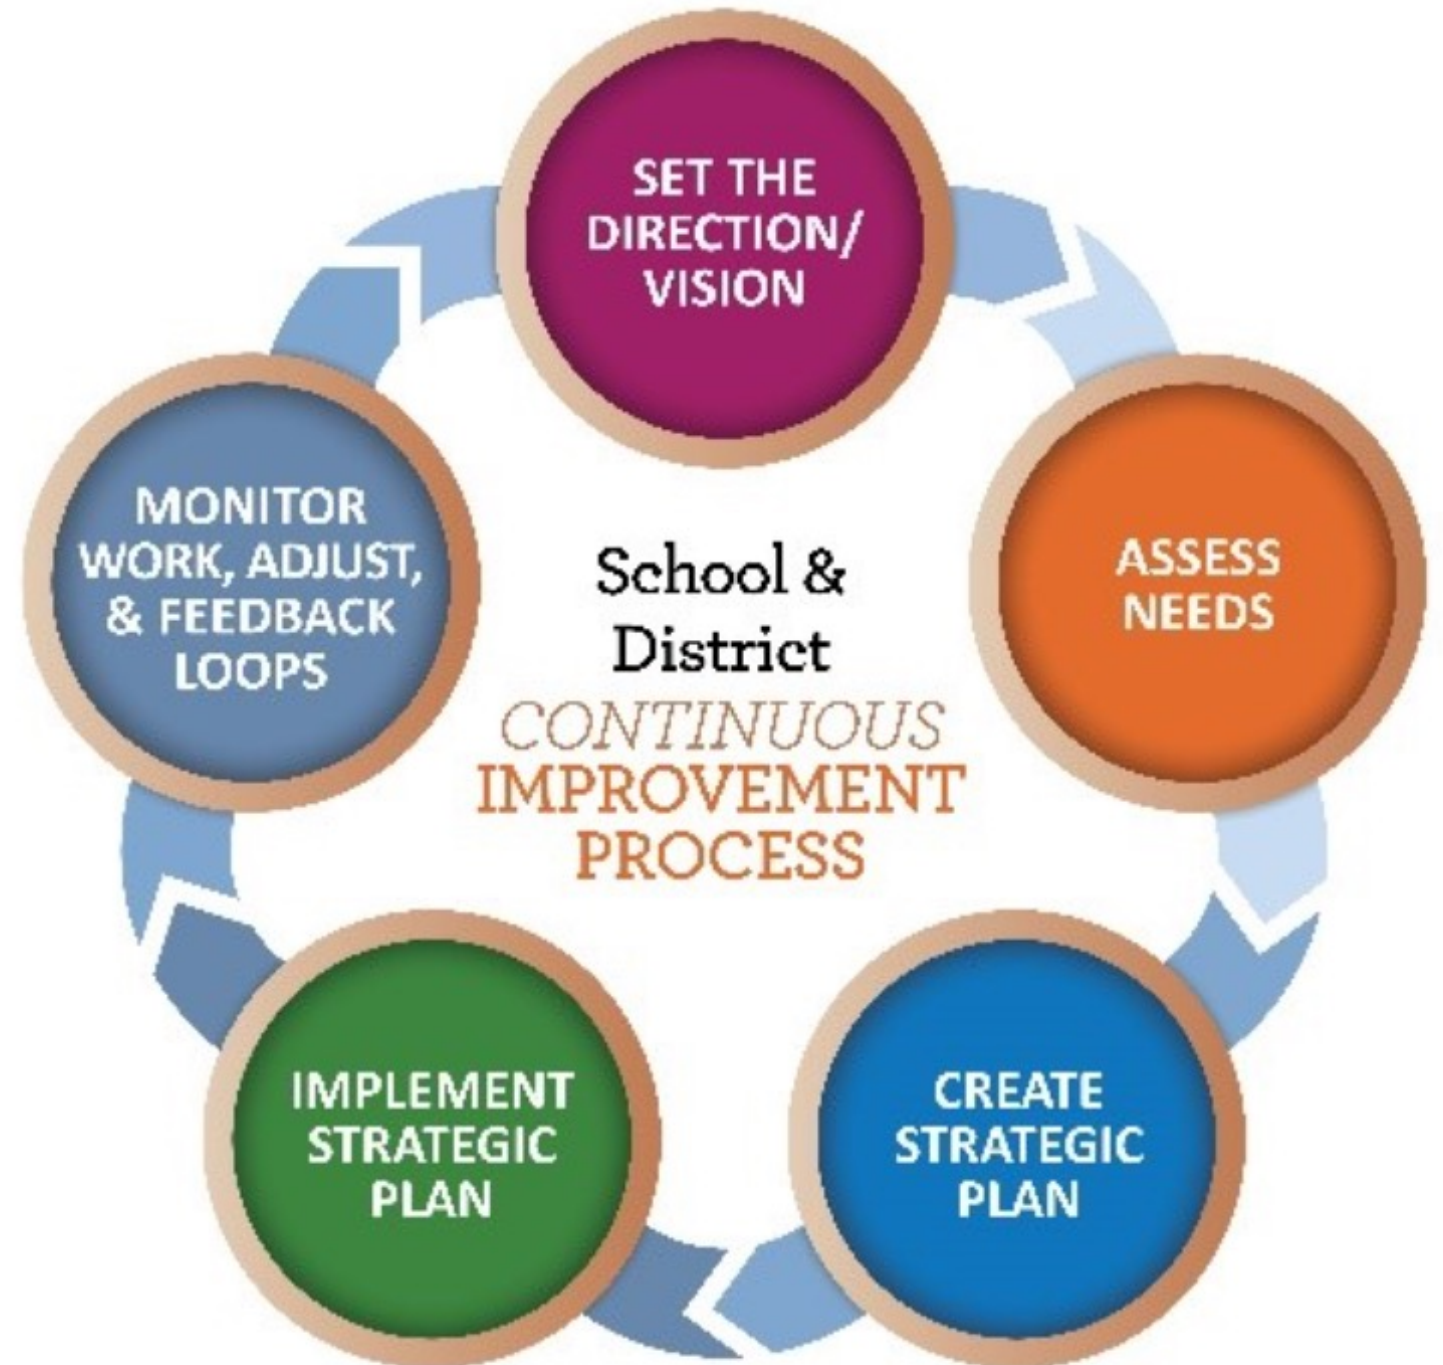 SET THE
DIRECTION/
VISION
ASSESS
NEEDS
CREATE
STRATEGIC
PLAN
IMPLEMENT
STRATEGIC
PLAN
MONITOR
WORK, ADJUST,
& FEEDBACK
LOOPS
School &
District
CONTINUOUS
IMPROVEMENT
PROCESS